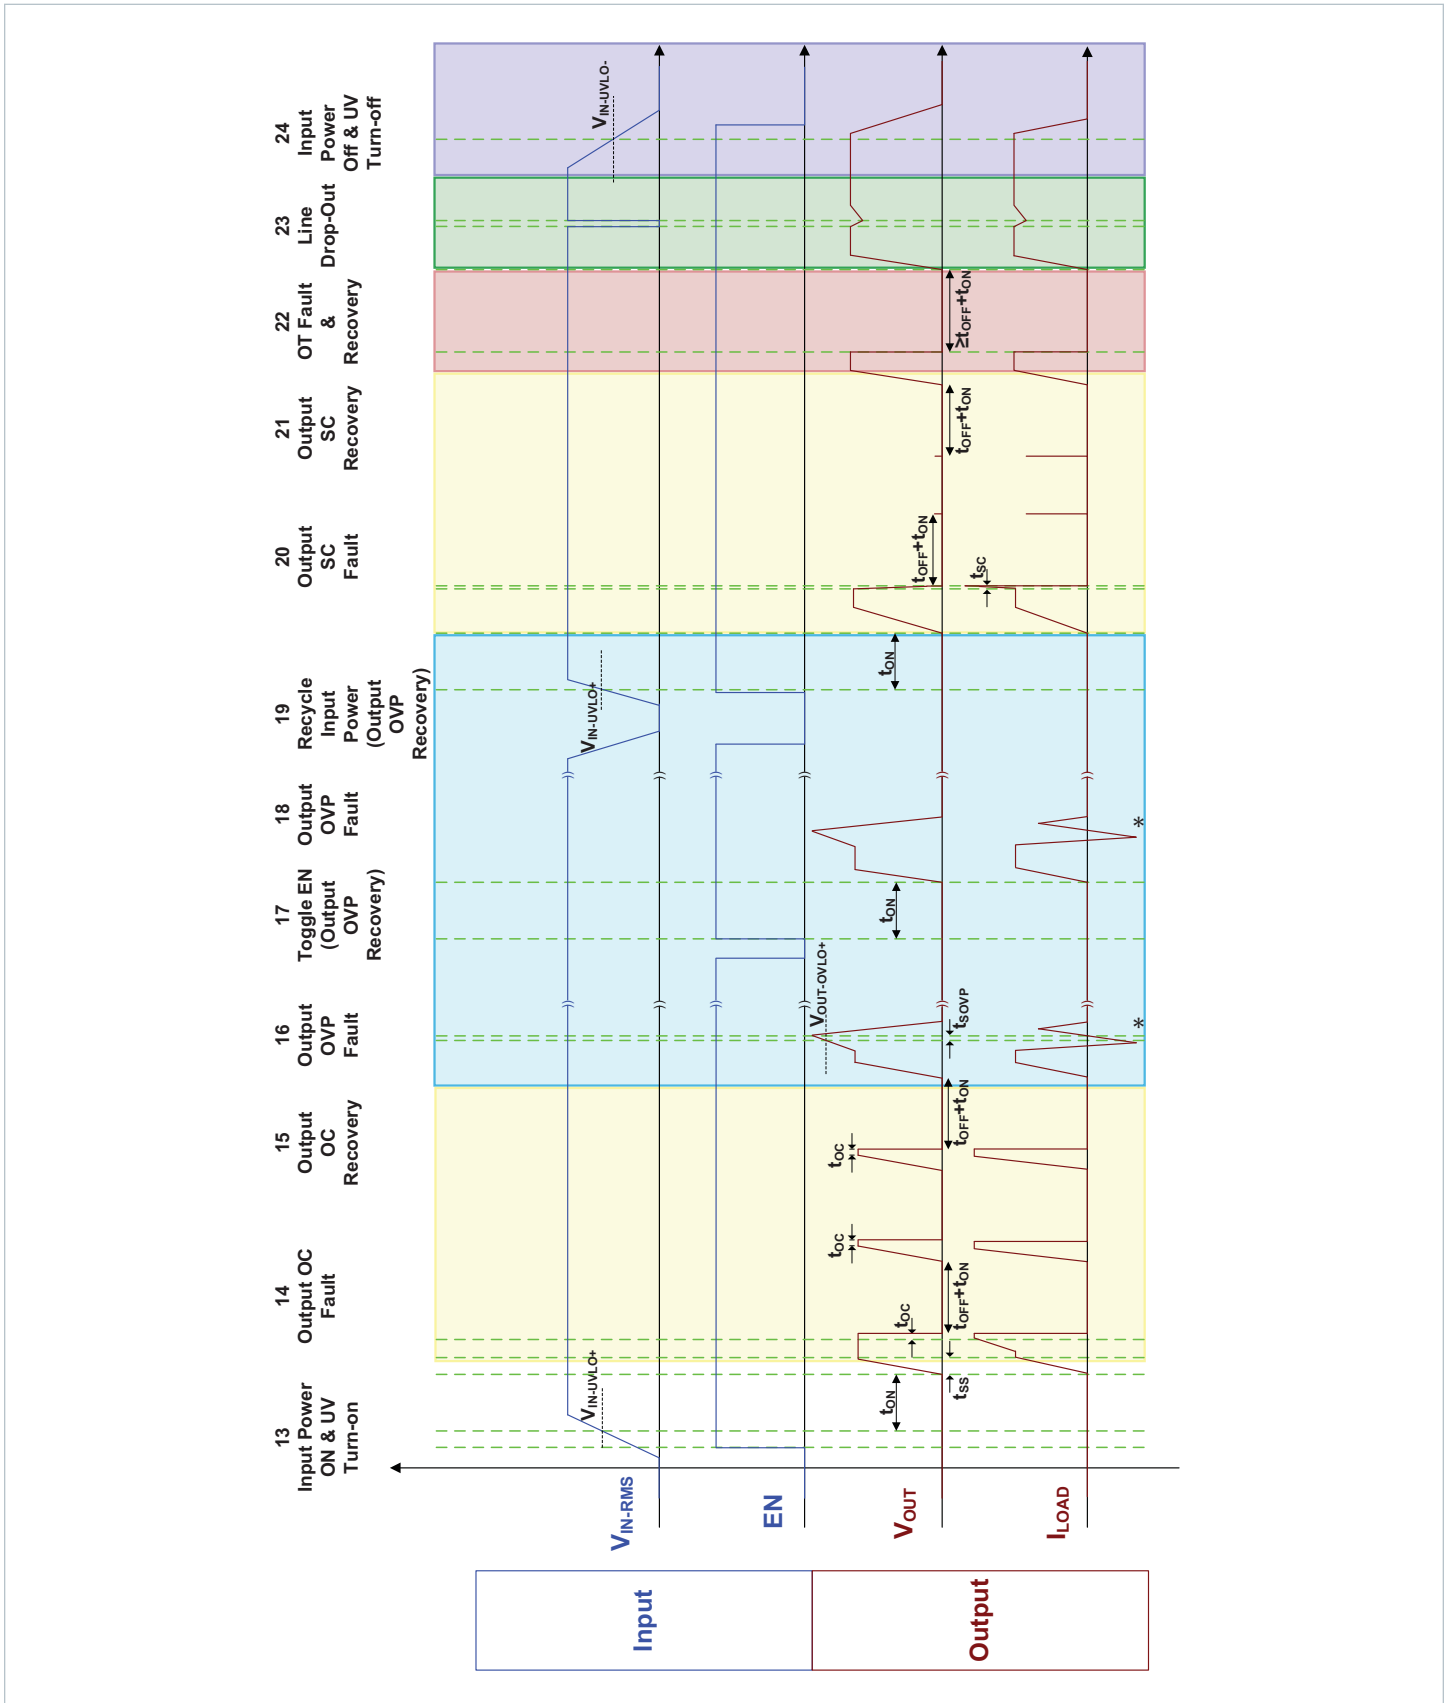 13
Input Power
ON & UV
Turn-on
14
Output OC
Fault
15
Output
OC
Recovery
16
Output
OVP
Fault
17
Toggle EN
(Output
OVP
Recovery)
18
Output
OVP
Fault
19
Recycle
Input
Power
(Output
OVP
Recovery)
20
Output
SC
Fault
21
Output
SC
Recovery
22
OT Fault
&
Recovery
23
Line
Drop-Out
24
Input
Power
Off & UV
Turn-off
Input
VIN-RMS
VIN-UVLO+
VIN-UVLO+
VIN-UVLO-
EN
Output
VOUT
tON
tSS
tOC
tOFF+tON
tOC
tOC
tOFF+tON
VOUT-OVLO+
tSOVP
tON
tON
tOFF+tON
tOFF+tON
≥tOFF+tON
ILOAD
*
*
tSC